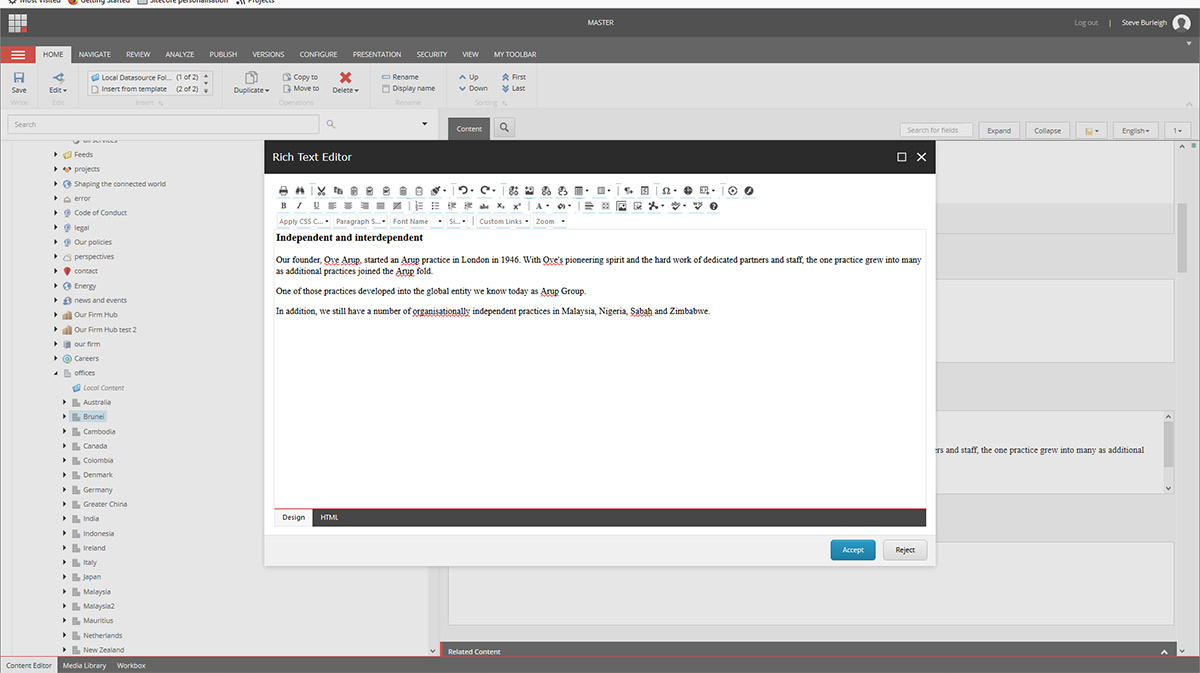 Most Visited Getting Started Sitecore personalisation Projects
MASTER
Log out | Steve Burleigh
HOME NAVIGATE REVIEW ANALYZE PUBLISH VERSIONS CONFIGURE PRESENTATION SECURITY VIEW MY TOOLBAR
Local Datasource Fol... (1 of 2)
Insert from template (2 of 2)
Save
Edit
Duplicate
Copy to
Move to
Delete
Rename
Display name
Up
Down
First
Last
Write
Edit
Insert
Operations
Rename
Sorting
Search
Content
Search for fields
Expand
Collapse
English
1
Feeds
projects
Shaping the connected world
error
Code of Conduct
legal
Our policies
perspectives
contact
Energy
news and events
Our Firm Hub
Our Firm Hub test 2
our firm
Careers
offices
Local Content
Australia
Brunei
Cambodia
Canada
Colombia
Denmark
Germany
Greater China
India
Indonesia
Ireland
Italy
Japan
Malaysia
Malaysia2
Mauritius
Netherlands
New Zealand
Rich Text Editor
Apply CSS C... Paragraph S... Font Name Si... Custom Links Zoom
Independent and interdependent
Our founder, Ove Arup, started an Arup practice in London in 1946. With Ove's pioneering spirit and the hard work of dedicated partners and staff, the one practice grew into many
as additional practices joined the Arup fold.
One of those practices developed into the global entity we know today as Arup Group.
In addition, we still have a number of organisationally independent practices in Malaysia, Nigeria, Sabah and Zimbabwe.
Design HTML
Accept Reject
and staff, the one practice grew into many as additional
Related Content
Content Editor Media Library Workbox